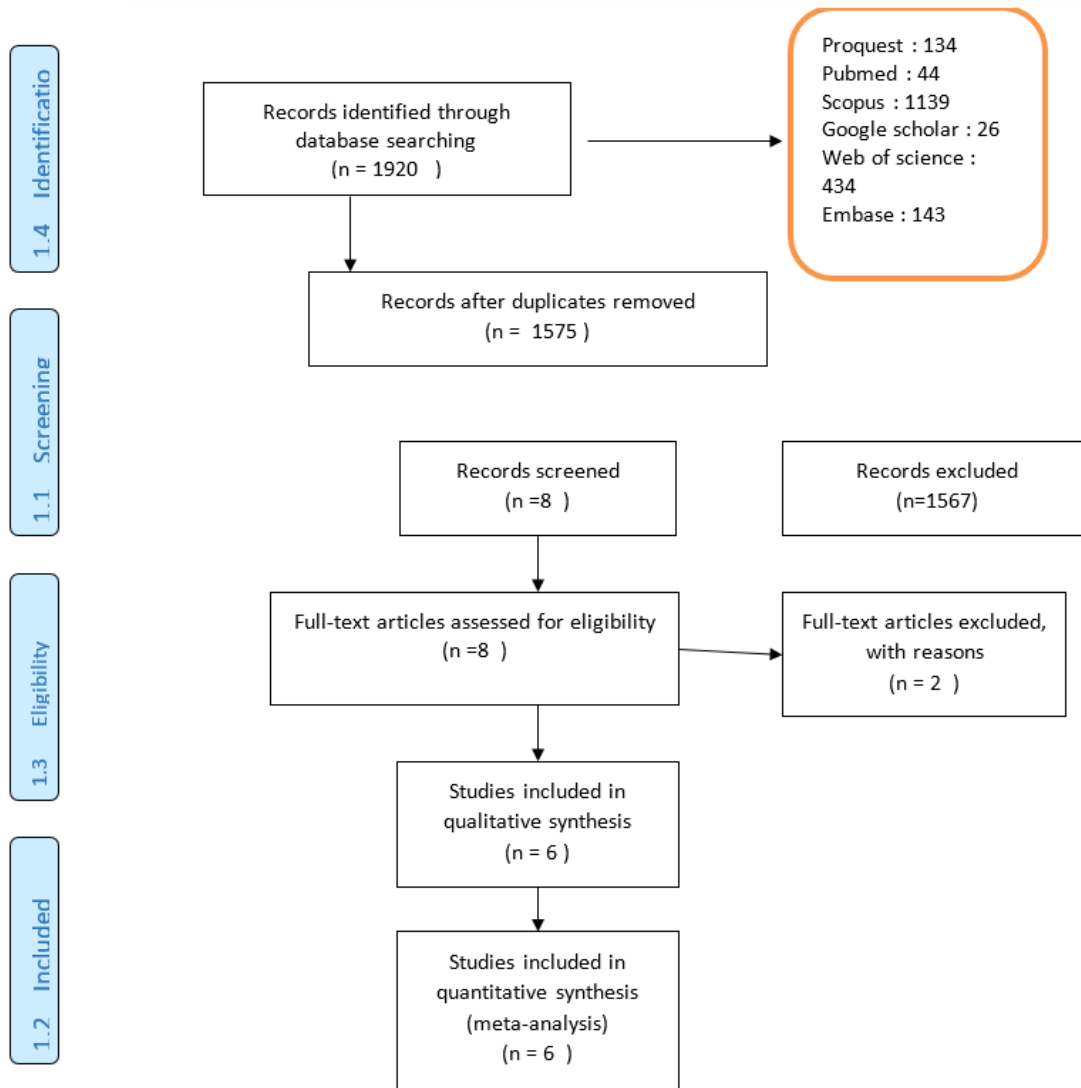 1.4 Identificatio
Records identified through
database searching
(n = 1920 )
Proquest : 134
Pubmed : 44
Scopus : 1139
Google scholar : 26
Web of science :
434
Embase : 143
Records after duplicates removed
(n = 1575 )
1.1 Screening
Records screened
(n =8 )
Records excluded
(n=1567)
1.3 Eligibility
Full-text articles assessed for eligibility
(n =8 )
Full-text articles excluded,
with reasons
(n = 2 )
Studies included in
qualitative synthesis
(n = 6 )
1.2 Included
Studies included in
quantitative synthesis
(meta-analysis)
(n = 6 )